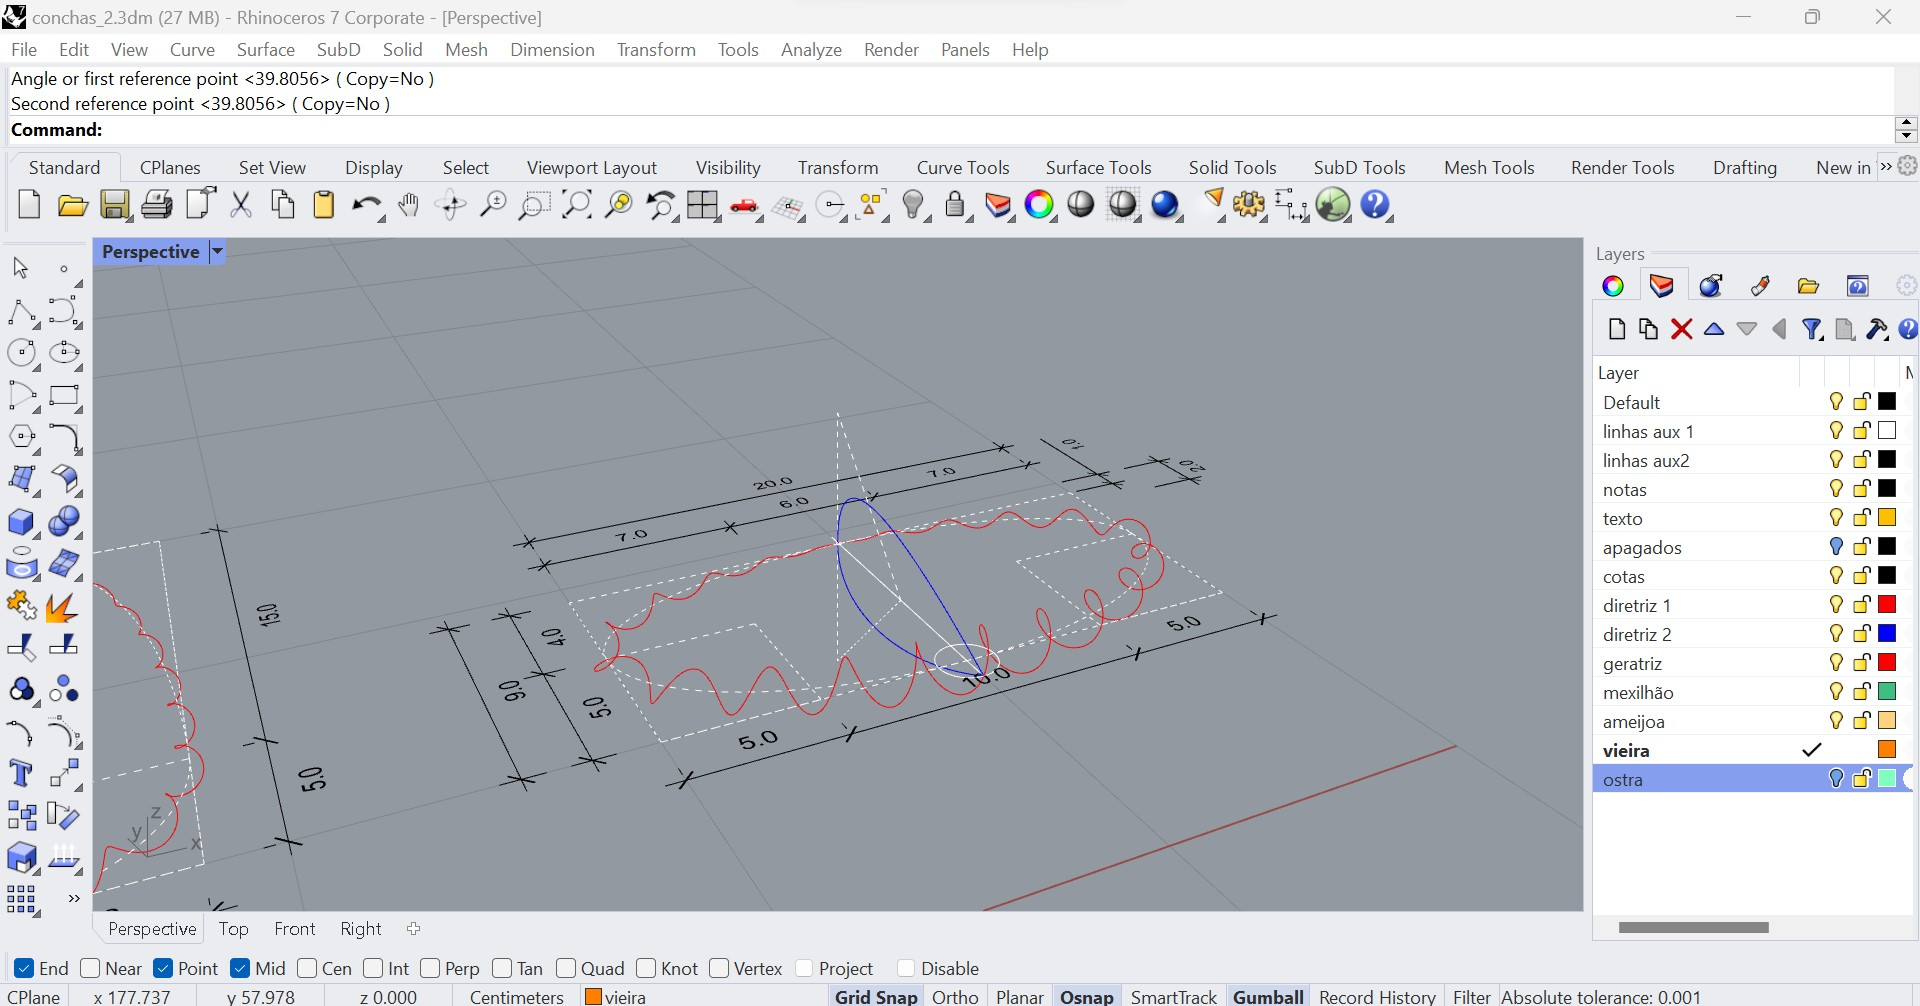 conchas_2.3dm (27 MB) - Rhinoceros 7 Corporate - [Perspective]
File Edit View Curve Surface SubD Solid Mesh Dimension Transform Tools Analyze Render Panels Help
Angle or first reference point <39.8056> ( Copy=No )
Second reference point <39.8056> ( Copy=No )
Command:
Standard CPlanes Set View Display Select Viewport Layout Visibility Transform Curve Tools Surface Tools Solid Tools SubD Tools Mesh Tools Render Tools Drafting New in
Perspective
Layers
Layer
Default
linhas aux 1
linhas aux2
notas
texto
apagados
cotas
diretriz 1
diretriz 2
geratriz
mexilhão
ameijoa
vieira
ostra
1.0
20.0
7.0
2.0
6.0
7.0
15.0
4.0
5.0
10.0
9.0
5.0
5.0
5.0
z
y
x
Perspective Top Front Right
End Near Point Mid Cen Int Perp Tan Quad Knot Vertex Project Disable
CPlane x 177.737 y 57.978 z 0.000 Centimeters vieira Grid Snap Ortho Planar Osnap SmartTrack Gumball Record History Filter Absolute tolerance: 0.001